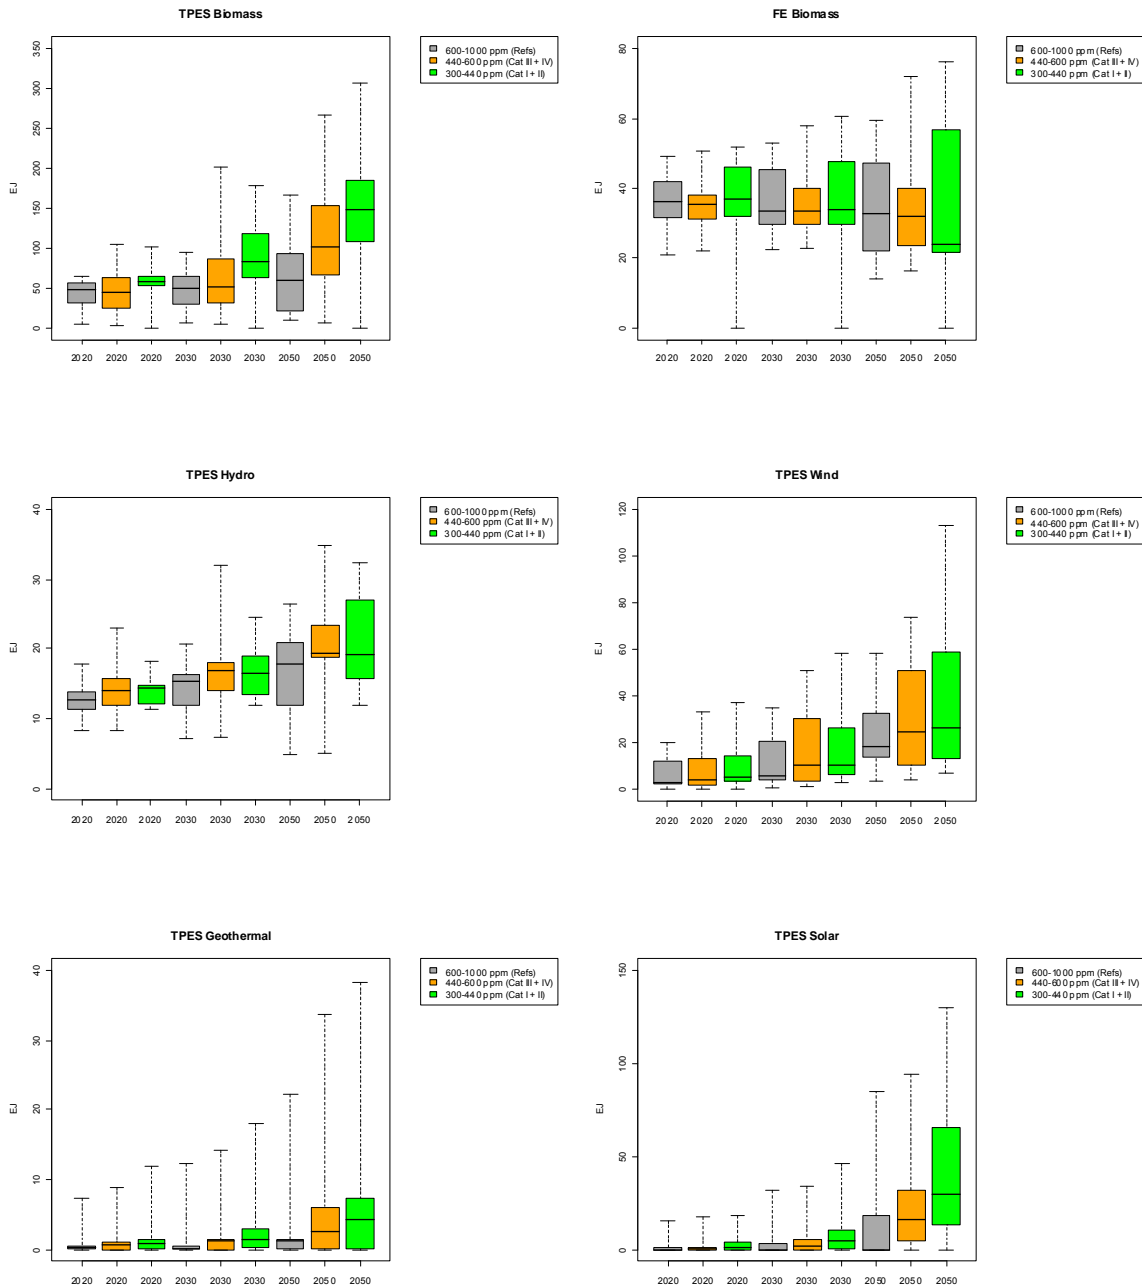 TPES Biomass
EJ
350
300
250
200
150
100
50
0
2020 2020 2020 2030 2030 2030 2050 2050 2050
600-1000 ppm (Refs)
440-600 ppm (Cat III + IV)
300-440 ppm (Cat I + II)
FE Biomass
EJ
80
60
40
20
0
2020 2020 2020 2030 2030 2030 2050 2050 2050
600-1000 ppm (Refs)
440-600 ppm (Cat III + IV)
300-440 ppm (Cat I + II)
TPES Hydro
EJ
40
30
20
10
0
2020 2020 2020 2030 2030 2030 2050 2050 2050
600-1000 ppm (Refs)
440-600 ppm (Cat III + IV)
300-440 ppm (Cat I + II)
TPES Wind
EJ
120
100
80
60
40
20
0
2020 2020 2020 2030 2030 2030 2050 2050 2050
600-1000 ppm (Refs)
440-600 ppm (Cat III + IV)
300-440 ppm (Cat I + II)
TPES Geothermal
EJ
40
30
20
10
0
2020 2020 2020 2030 2030 2030 2050 2050 2050
600-1000 ppm (Refs)
440-600 ppm (Cat III + IV)
300-440 ppm (Cat I + II)
TPES Solar
EJ
150
100
50
0
2020 2020 2020 2030 2030 2030 2050 2050 2050
600-1000 ppm (Refs)
440-600 ppm (Cat III + IV)
300-440 ppm (Cat I + II)